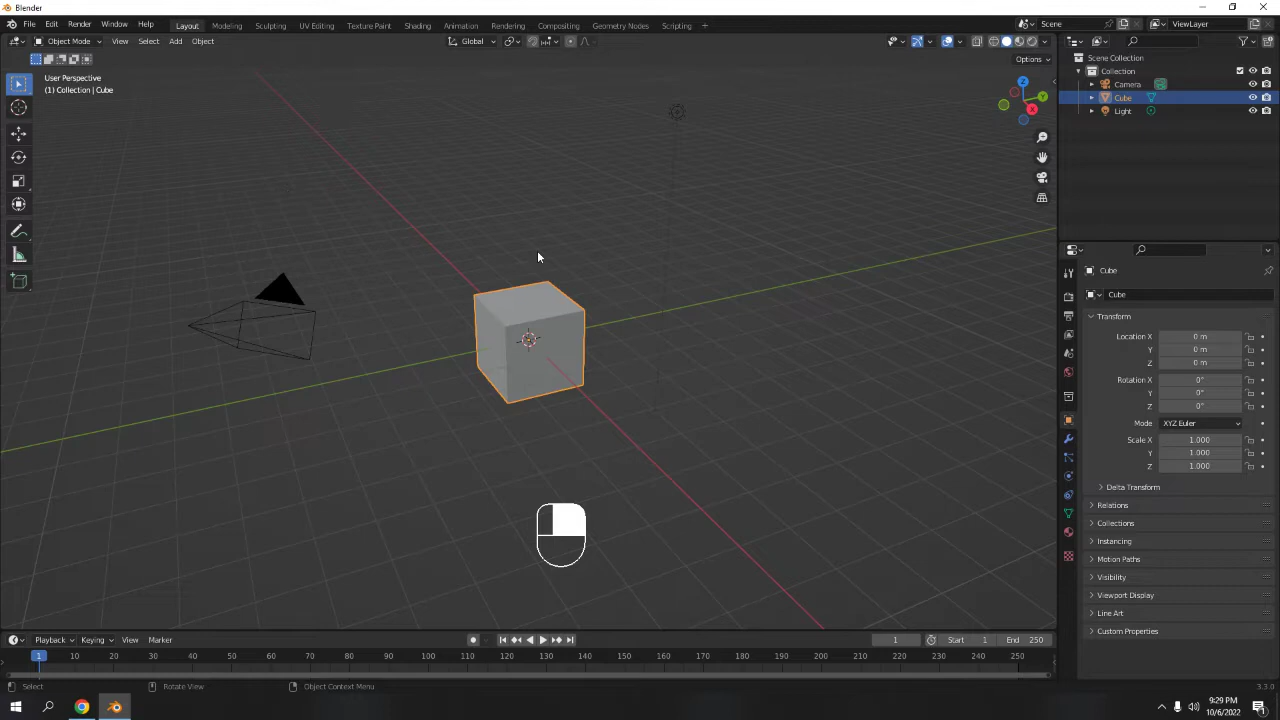 Blender
File Edit Render Window Help Layout Modeling Sculpting UV Editing Texture Paint Shading Animation Rendering Compositing Geometry Nodes Scripting + Scene ViewLayer
Object Mode View Select Add Object Global
Options
User Perspective
(1) Collection | Cube
Z
Y
X
Scene Collection
Collection
Camera
Cube
Light
Cube
Cube
Transform
Location X 0 m
Y 0 m
Z 0 m
Rotation X 0°
Y 0°
Z 0°
Mode XYZ Euler
Scale X 1.000
Y 1.000
Z 1.000
Delta Transform
Relations
Collections
Instancing
Motion Paths
Visibility
Viewport Display
Line Art
Custom Properties
Playback Keying View Marker 1 Start 1 End 250
1 10 20 30 40 50 60 70 80 90 100 110 120 130 140 150 160 170 180 190 200 210 220 230 240 250
Select Rotate View Object Context Menu 3.3.0
9:29 PM
10/6/2022
1